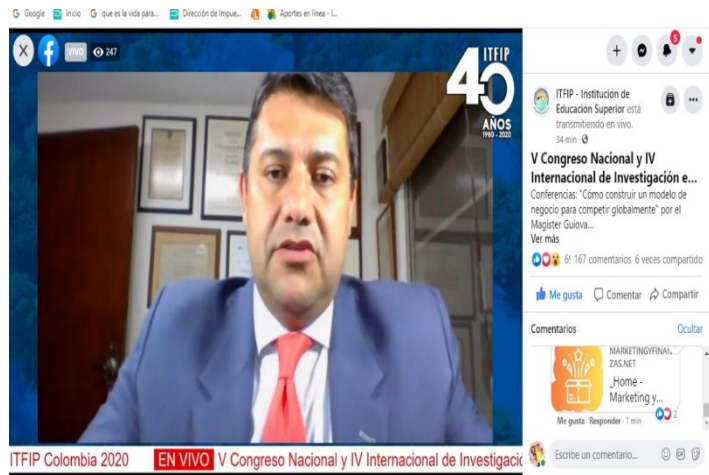 Google
Inicio
que es la vida para...
Dirección de Impue...
Aportes en línea - I...
VIVO 247
ITFIP
40
AÑOS
1980 - 2020
ITFIP Colombia 2020 EN VIVO V Congreso Nacional y IV Internacional de Investigació
5
ITFIP - Institución de
Educación Superior está
transmitiendo en vivo.
34 min ·
V Congreso Nacional y IV
Internacional de Investigación e...
Conferencias: "Cómo construir un modelo de
negocio para competir globalmente" por el
Magister Guiova...
Ver más
167 comentarios 6 veces compartido
Me gusta Comentar Compartir
Comentarios Ocultar
MARKETINGYFINAN
ZAS.NET
_Home -
Marketing y...
Me gusta · Responder · 1 min
2
Escribe un comentario...
GIF